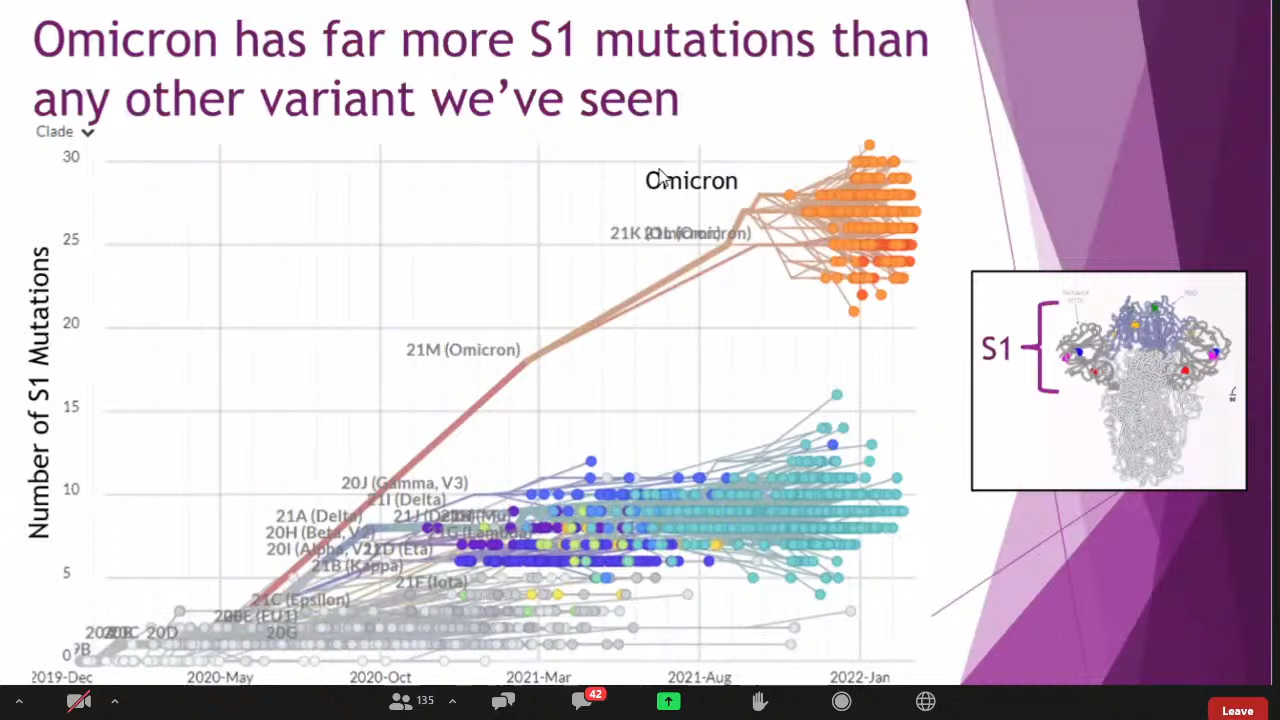 Omicron has far more S1 mutations than
any other variant we've seen
Clade
30
25
20
15
10
5
0
Number of S1 Mutations
Omicron
21M (Omicron)
20J (Gamma, V3)
21I (Delta)
21A (Delta)
20H (Beta, V2)
20I (Alpha, V1)
21D (Eta)
21B (Kappa)
21F (Iota)
21C (Epsilon)
20E (EU1)
20D
20G
2019-Dec
2020-May
2020-Oct
2021-Mar
2021-Aug
2022-Jan
S1
135
42
Leave